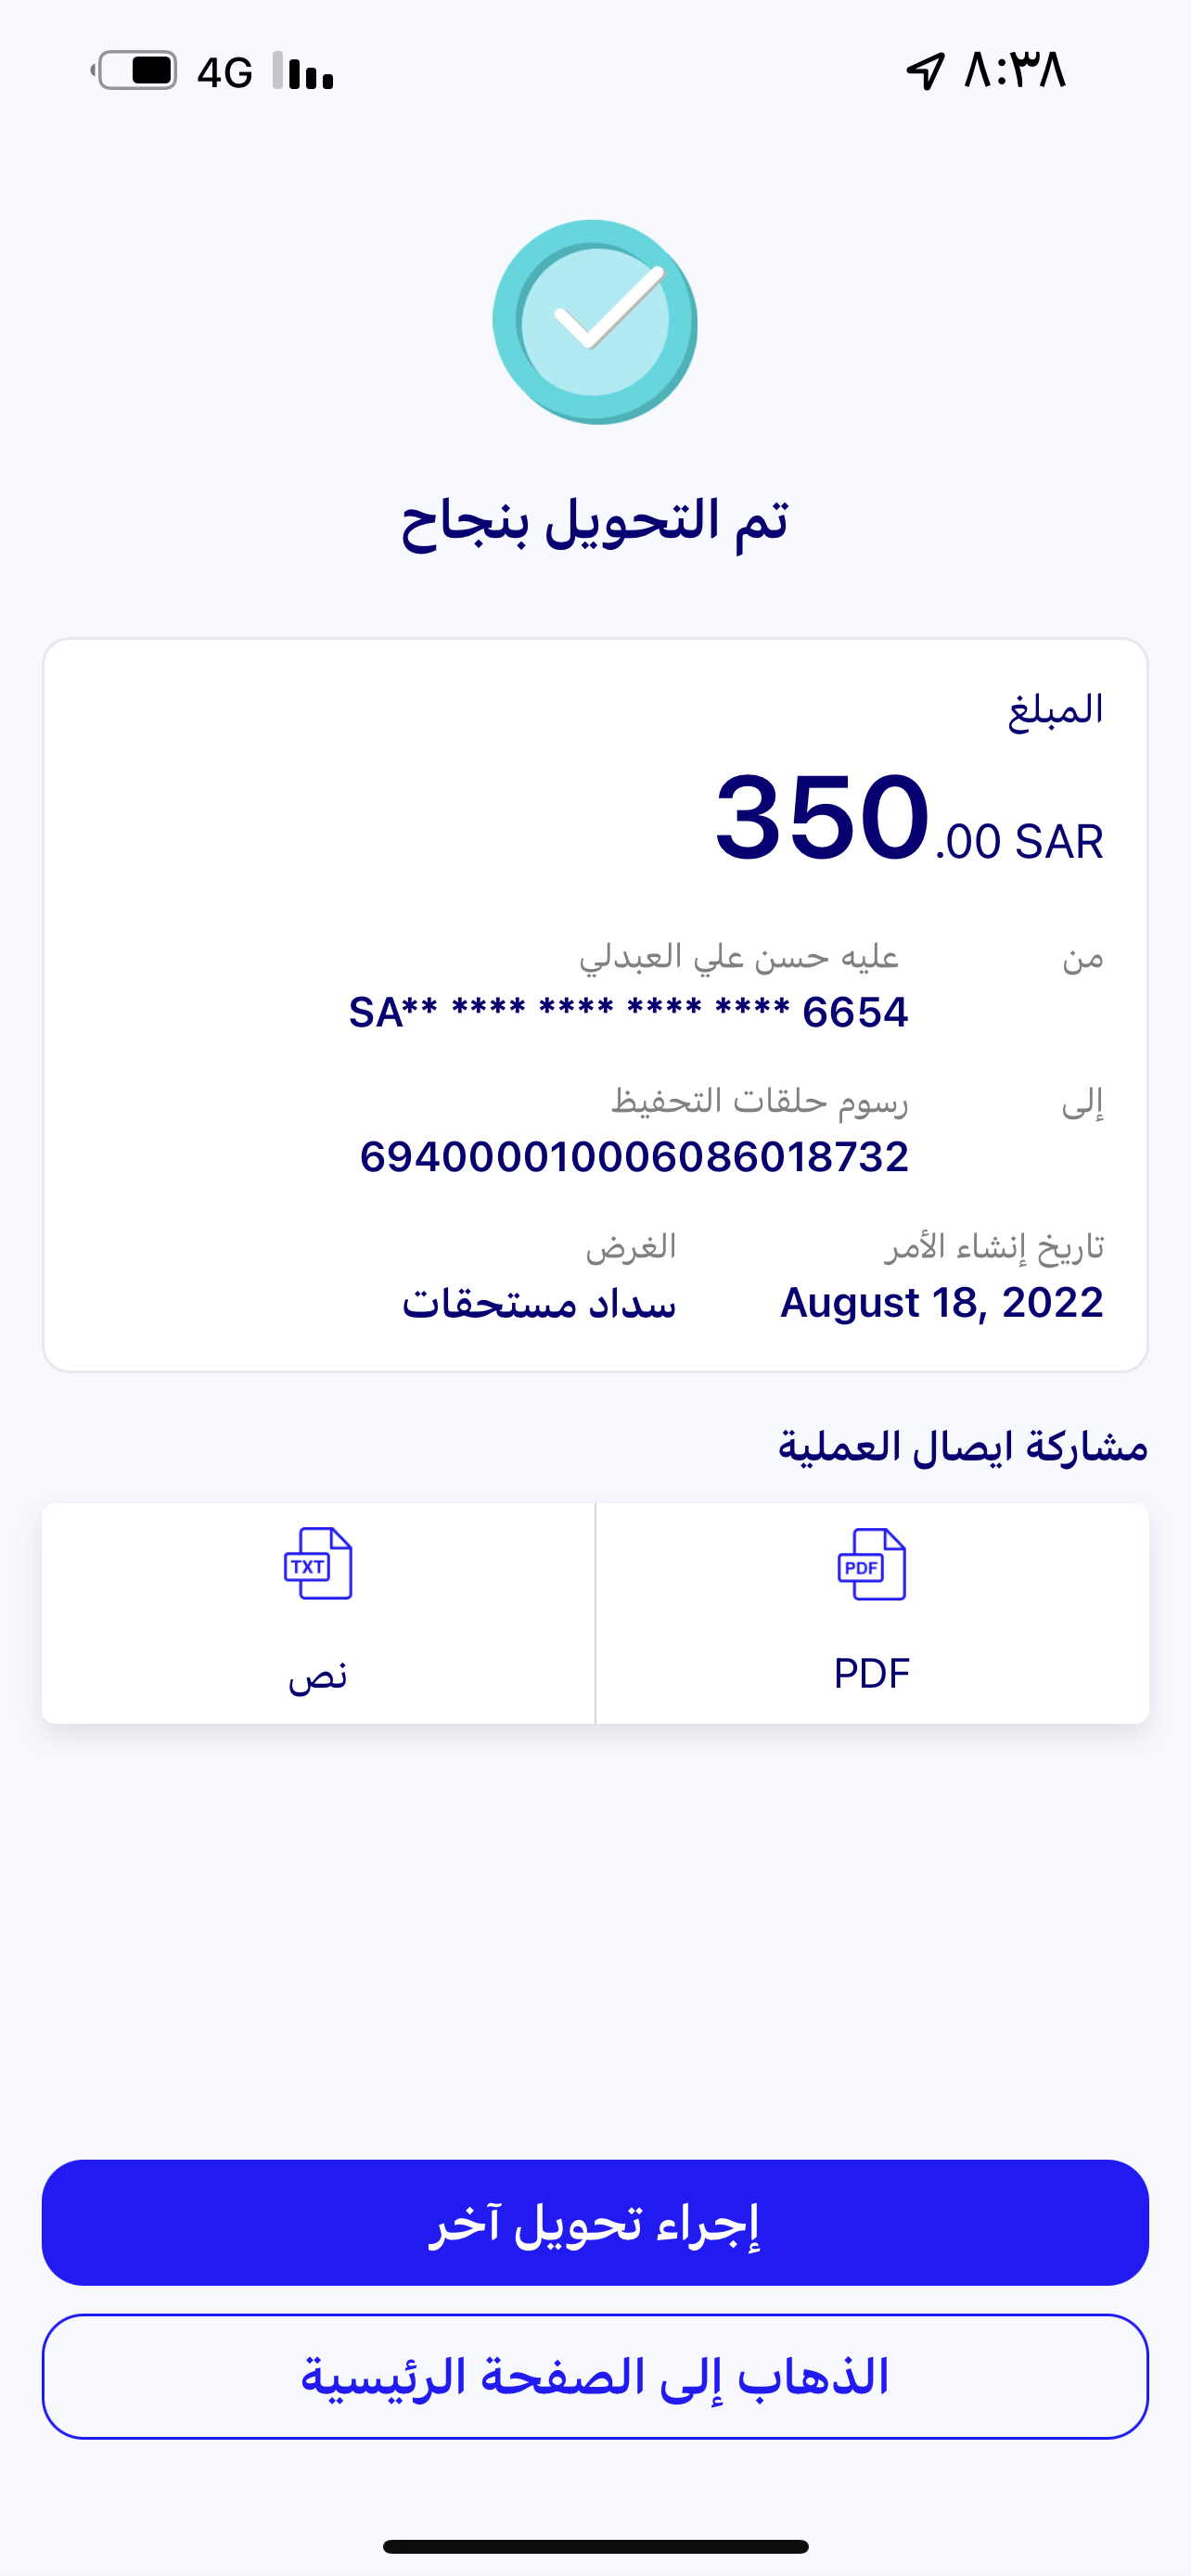 ٨:٣٨
4G
تم التحويل بنجاح
المبلغ
350.00 SAR
من
عليه حسن علي العبدلي
SA** **** **** **** **** 6654
إلى
رسوم حلقات التحفيظ
694000010006086018732
تاريخ إنشاء الأمر
August 18, 2022
الغرض
سداد مستحقات
مشاركة ايصال العملية
PDF
PDF
TXT
نص
إجراء تحويل آخر
الذهاب إلى الصفحة الرئيسية